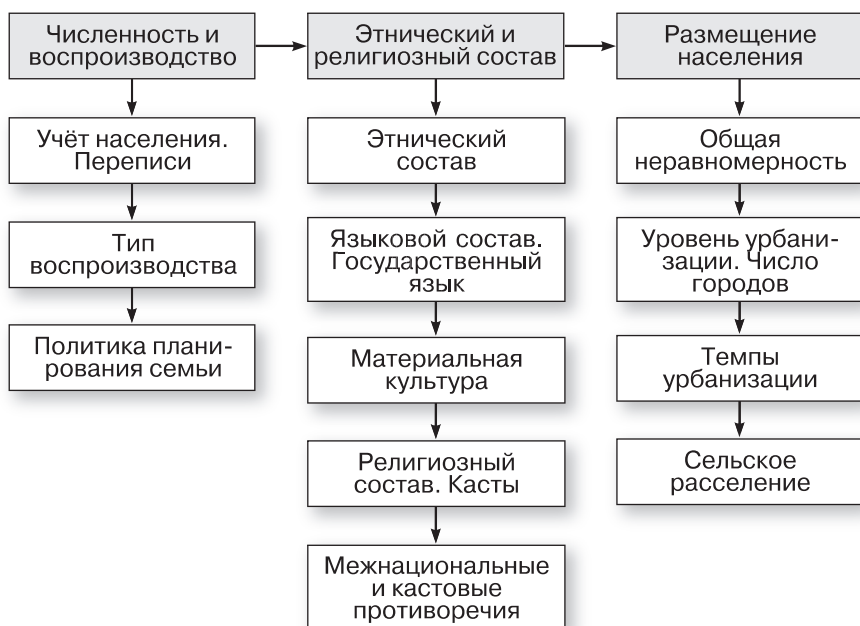 Численность и
воспроизводство
Учёт населения.
Переписи
Тип
воспроизводства
Политика плани-
рования семьи
Этнический и
религиозный состав
Этнический
состав
Языковой состав.
Государственный
язык
Материальная
культура
Религиозный
состав. Касты
Межнациональные
и кастовые
противоречия
Размещение
населения
Общая
неравномерность
Уровень урбани-
зации. Число
городов
Темпы
урбанизации
Сельское
расселение